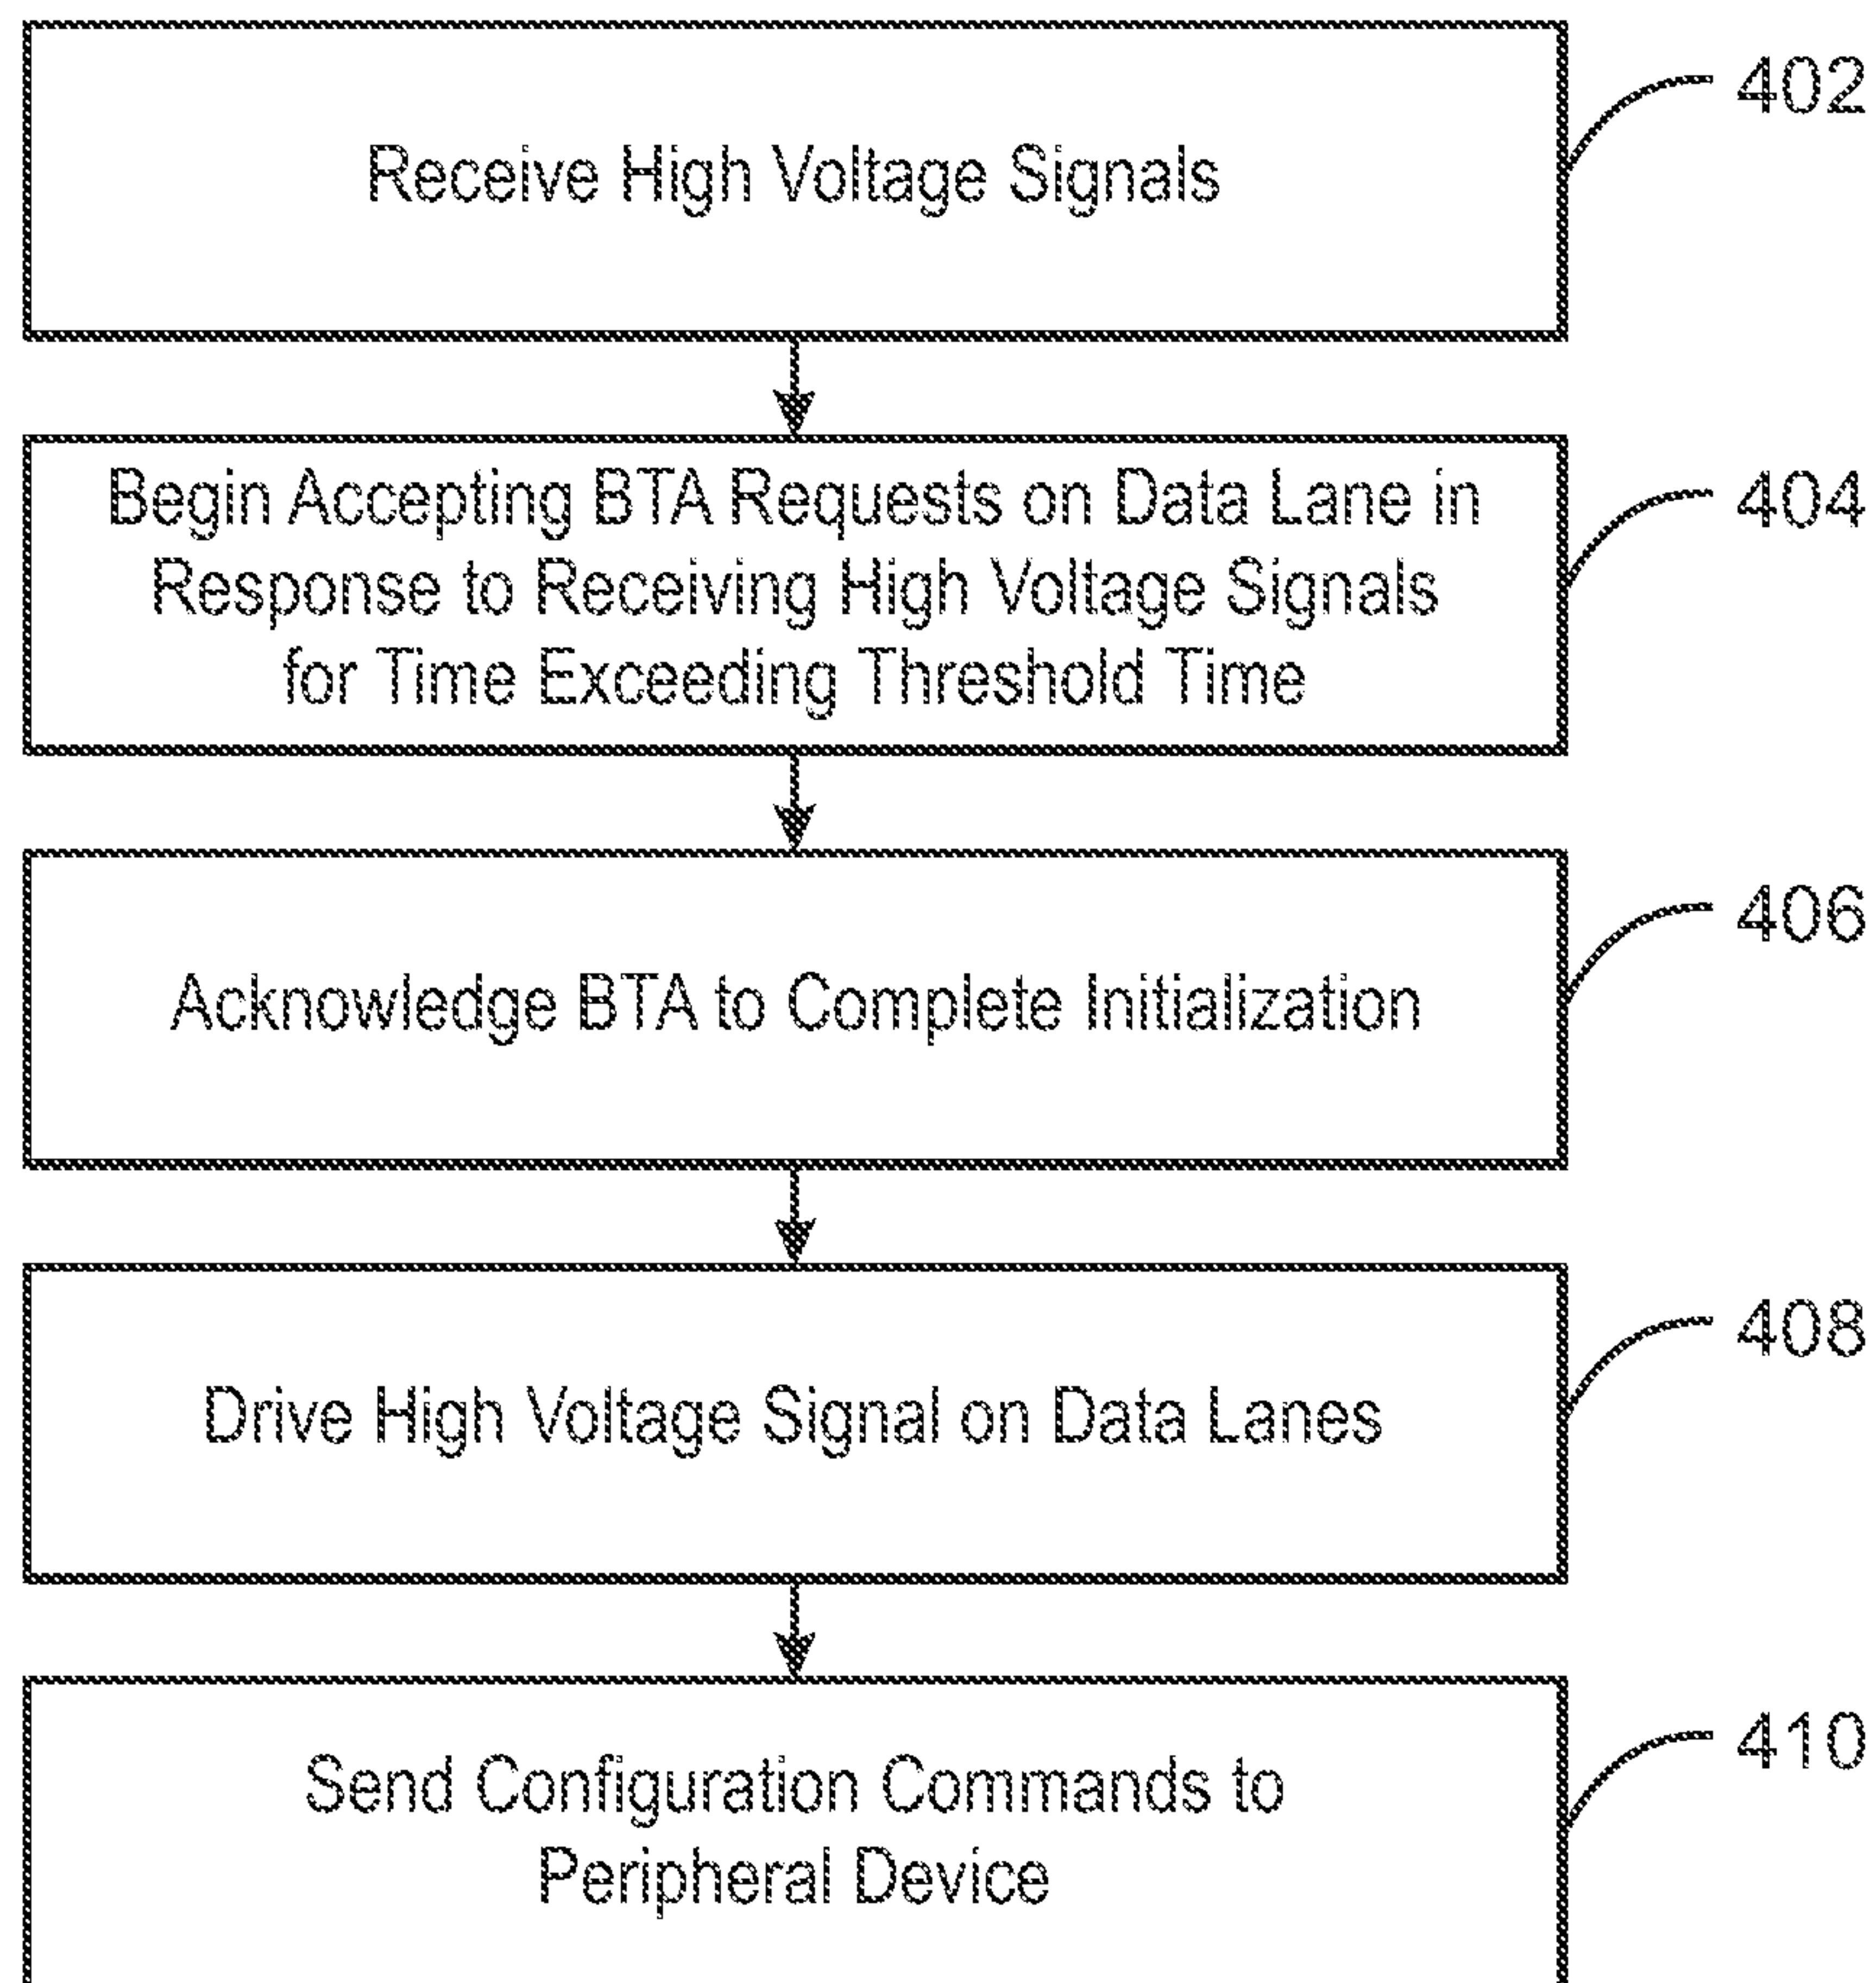 Receive High Voltage Signals
402
Begin Accepting BTA Requests on Data Lane in
Response to Receiving High Voltage Signals
for Time Exceeding Threshold Time
404
Acknowledge BTA to Complete Initialization
406
Drive High Voltage Signal on Data Lanes
408
Send Configuration Commands to
Peripheral Device
410